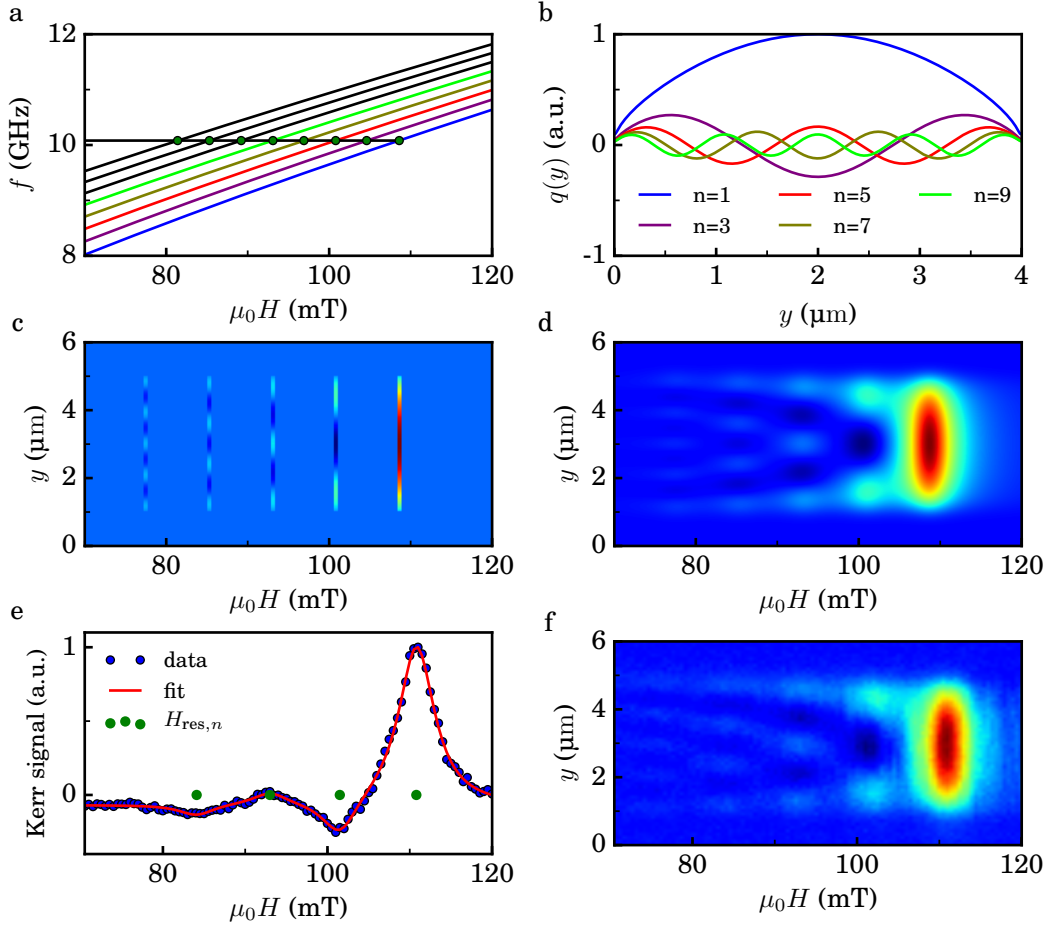 a
12
10
8
f (GHz)
80
100
120
μ₀H (mT)
b
1
0
-1
q(y) (a.u.)
n=1
n=5
n=9
n=3
n=7
0
1
2
3
4
y (μm)
c
6
4
2
0
y (μm)
80
100
120
μ₀H (mT)
d
6
4
2
0
y (μm)
80
100
120
μ₀H (mT)
e
1
0
Kerr signal (a.u.)
data
fit
H_res,n
80
100
120
μ₀H (mT)
f
6
4
2
0
y (μm)
80
100
120
μ₀H (mT)